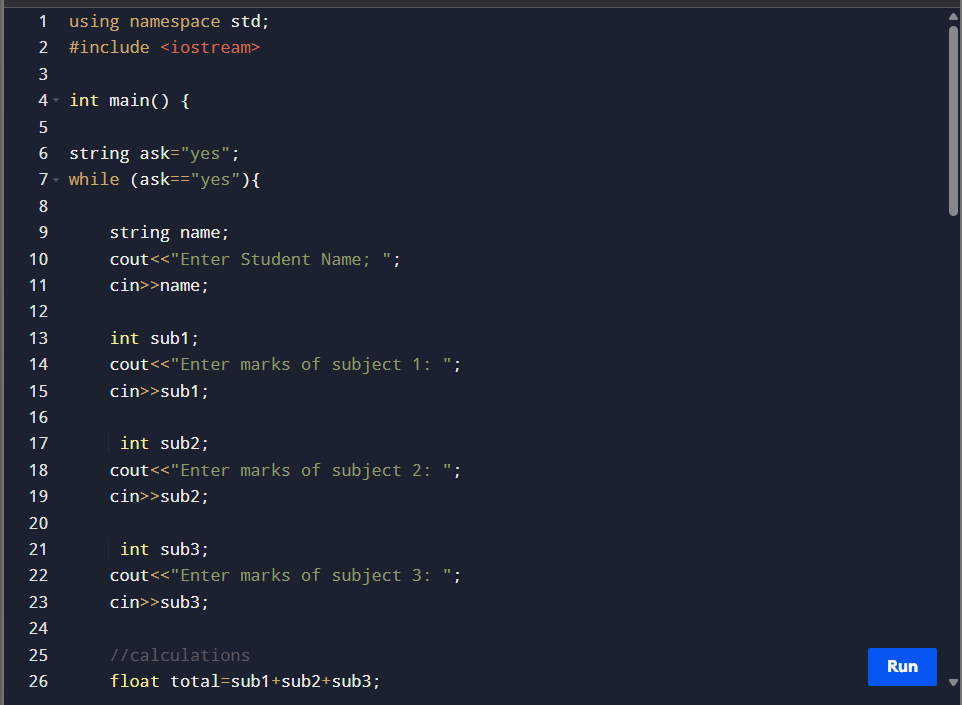 1 using namespace std;
2 #include <iostream>
3
4 int main() {
5
6 string ask="yes";
7 while (ask=="yes"){
8
9     string name;
10     cout<<"Enter Student Name; ";
11     cin>>name;
12
13     int sub1;
14     cout<<"Enter marks of subject 1: ";
15     cin>>sub1;
16
17      int sub2;
18     cout<<"Enter marks of subject 2: ";
19     cin>>sub2;
20
21      int sub3;
22     cout<<"Enter marks of subject 3: ";
23     cin>>sub3;
24
25     //calculations
26     float total=sub1+sub2+sub3;
Run